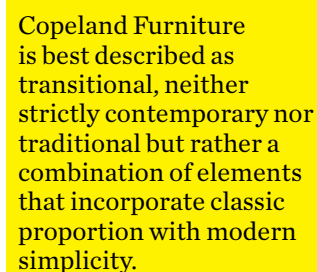 Copeland Furniture
is best described as
transitional, neither
strictly contemporary nor
traditional but rather a
combination of elements
that incorporate classic
proportion with modern
simplicity.